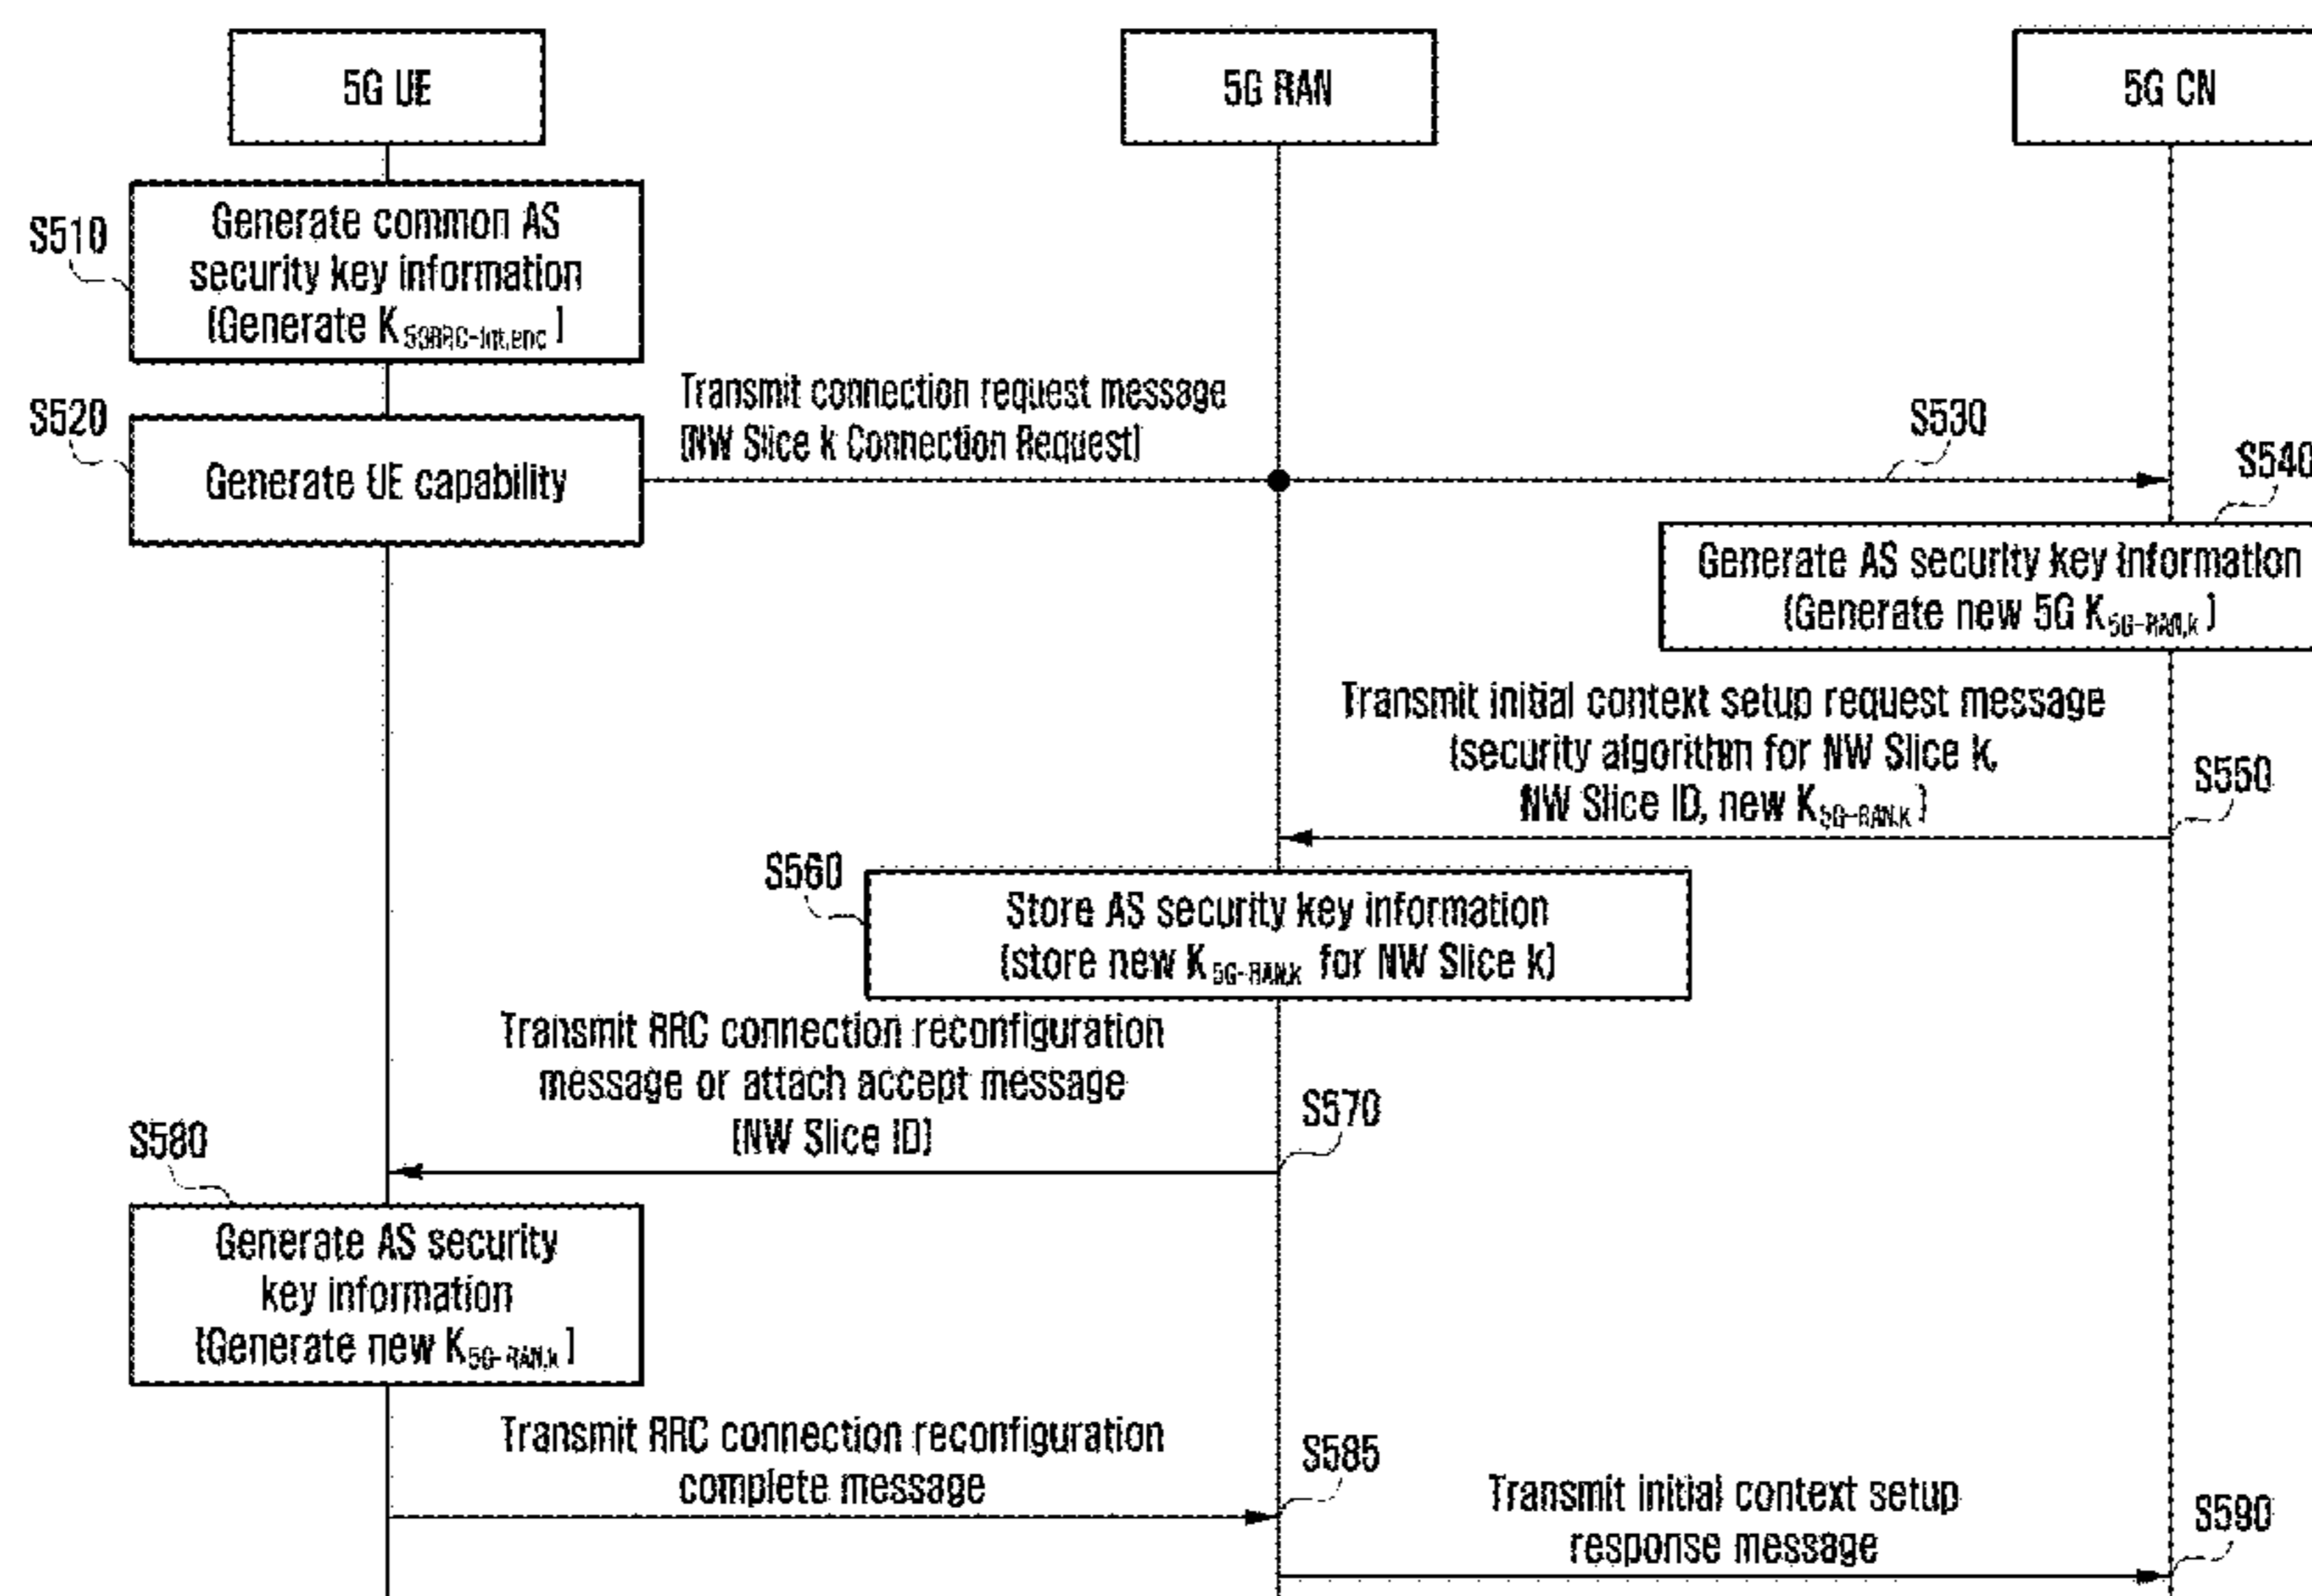 5G UE
5G RAN
5G CN
S510
Generate common AS
security key information
(Generate K5GRRC-int,enc)
S520
Generate UE capability
Transmit connection request message
(NW Slice k Connection Request)
S530
S540
Generate AS security key information
(Generate new 5G K5G-RAN,k)
Transmit initial context setup request message
(security algorithm for NW Slice k,
NW Slice ID, new K5G-RAN,k)
S550
S560
Store AS security key information
(store new K5G-RAN,k for NW Slice k)
Transmit RRC connection reconfiguration
message or attach accept message
(NW Slice ID)
S570
S580
Generate AS security
key information
(Generate new K5G-RAN,k)
Transmit RRC connection reconfiguration
complete message
S585
Transmit initial context setup
response message
S590